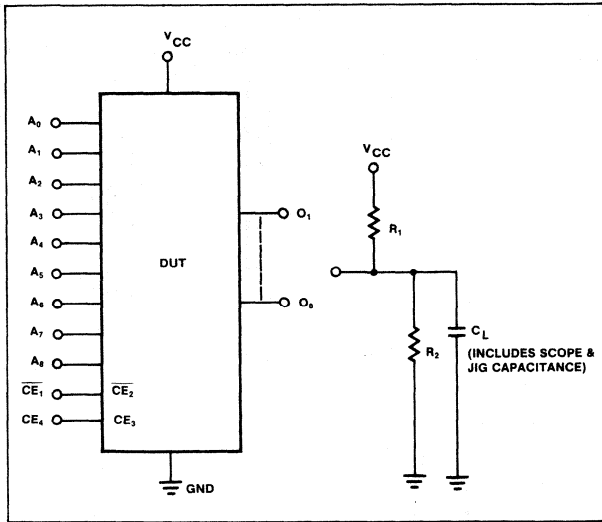 VCC
A0
A1
A2
A3
A4
A5
A6
A7
A8
CE1
CE4
CE2
CE3
DUT
O1
O8
GND
VCC
R1
R2
CL
(INCLUDES SCOPE &
JIG CAPACITANCE)